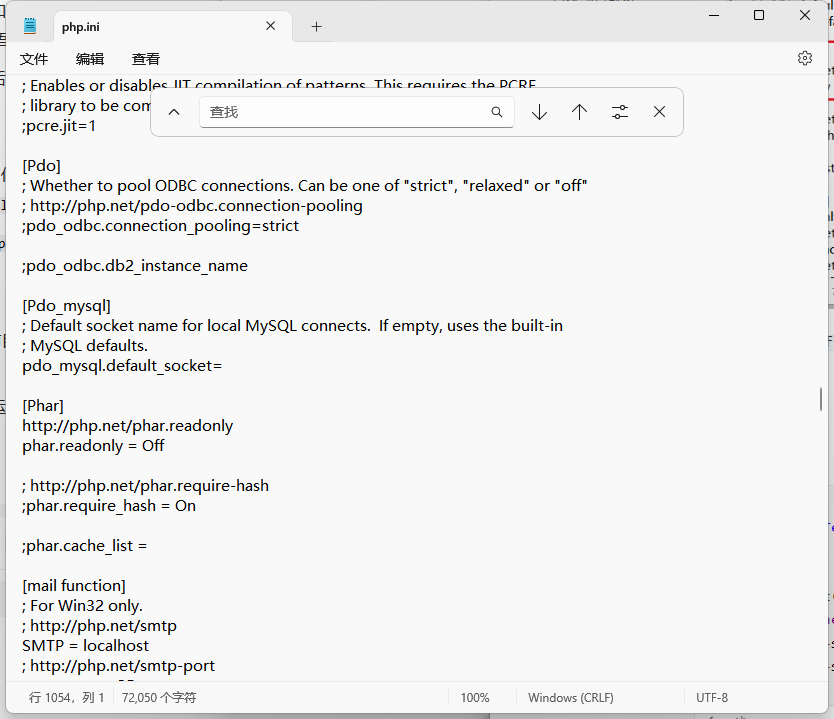 php.ini
文件 编辑 查看
; Enables or disables JIT compilation of patterns. This requires the PCRE
; library to be com
查找
;pcre.jit=1
[Pdo]
; Whether to pool ODBC connections. Can be one of "strict", "relaxed" or "off"
; http://php.net/pdo-odbc.connection-pooling
;pdo_odbc.connection_pooling=strict
;pdo_odbc.db2_instance_name
[Pdo_mysql]
; Default socket name for local MySQL connects.  If empty, uses the built-in
; MySQL defaults.
pdo_mysql.default_socket=
[Phar]
http://php.net/phar.readonly
phar.readonly = Off
; http://php.net/phar.require-hash
;phar.require_hash = On
;phar.cache_list =
[mail function]
; For Win32 only.
; http://php.net/smtp
SMTP = localhost
; http://php.net/smtp-port
行 1054，列 1 72,050 个字符 100% Windows (CRLF) UTF-8